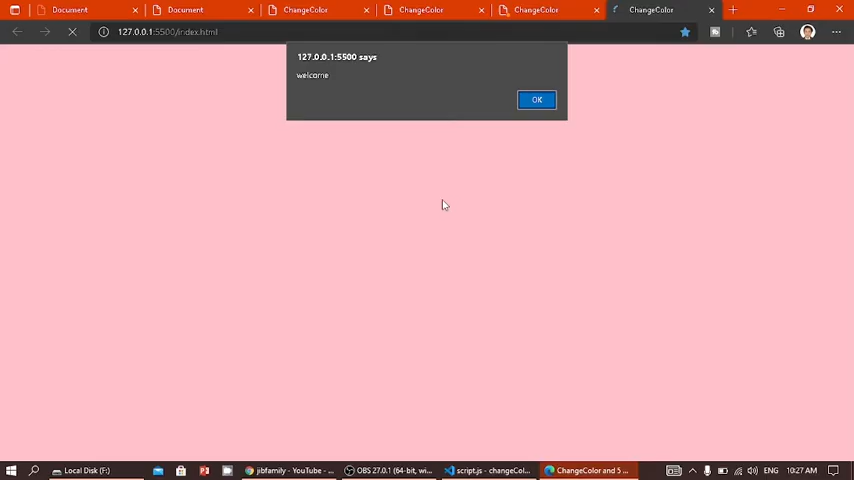 Document
Document
ChangeColor
ChangeColor
ChangeColor
ChangeColor
127.0.0.1:5500/index.html
127.0.0.1:5500 says
welcome
OK
Local Disk (F:)
jibfamily - YouTube - ...
OBS 27.0.1 (64-bit, wi...
script.js - changeCol...
ChangeColor and 5 ...
ENG
10:27 AM